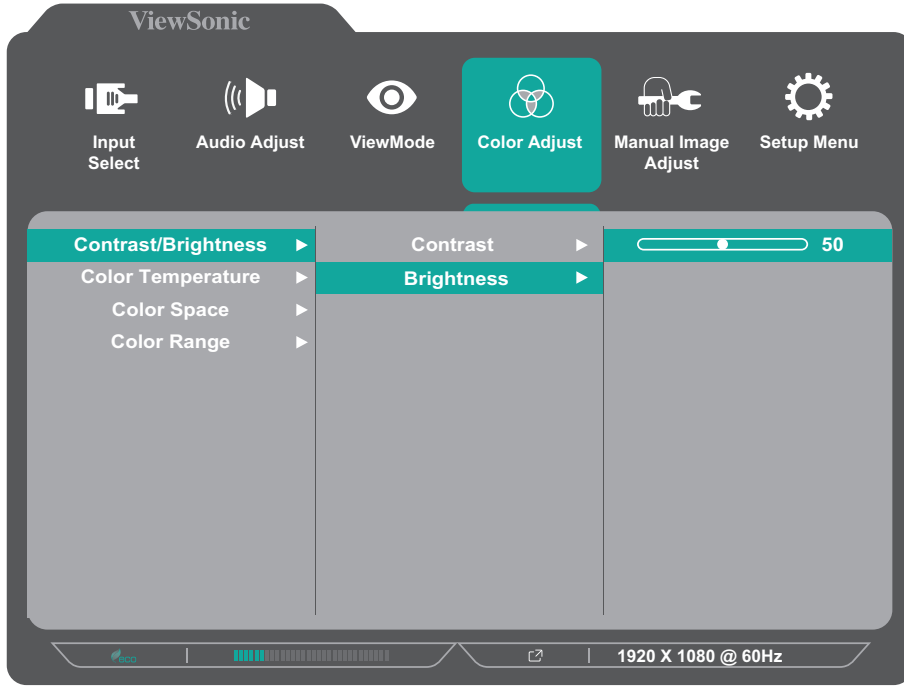 ViewSonic
Input Select
Audio Adjust
ViewMode
Color Adjust
Manual Image Adjust
Setup Menu
Contrast/Brightness
Contrast
50
Color Temperature
Brightness
Color Space
Color Range
eco
1920 X 1080 @ 60Hz